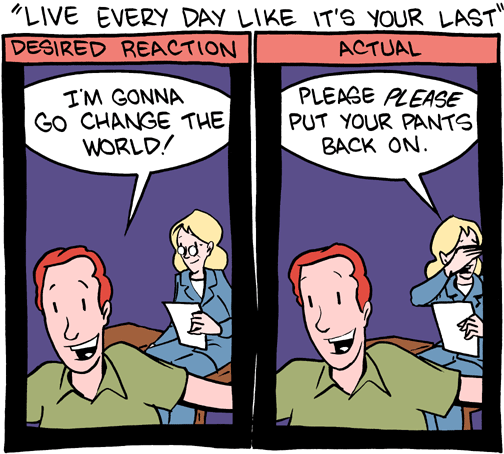 "LIVE EVERY DAY LIKE IT'S YOUR LAST"
DESIRED REACTION
I'M GONNA
GO CHANGE THE
WORLD!
ACTUAL
PLEASE PLEASE
PUT YOUR PANTS
BACK ON.